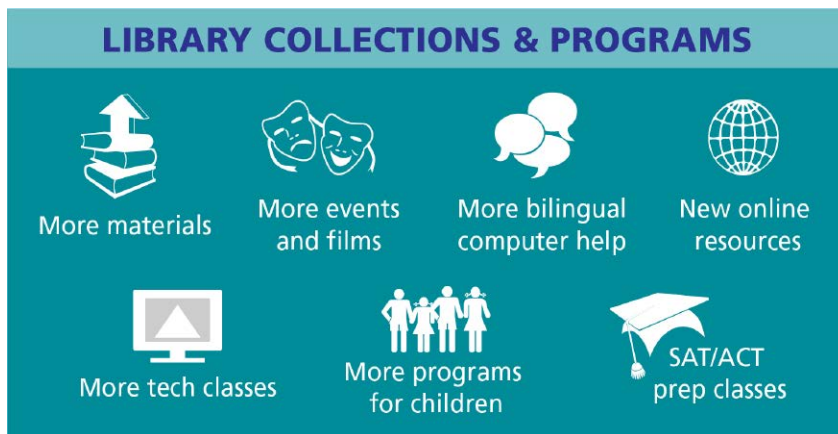 LIBRARY COLLECTIONS & PROGRAMS
More materials
More events
and films
More bilingual
computer help
New online
resources
More tech classes
More programs
for children
SAT/ACT
prep classes